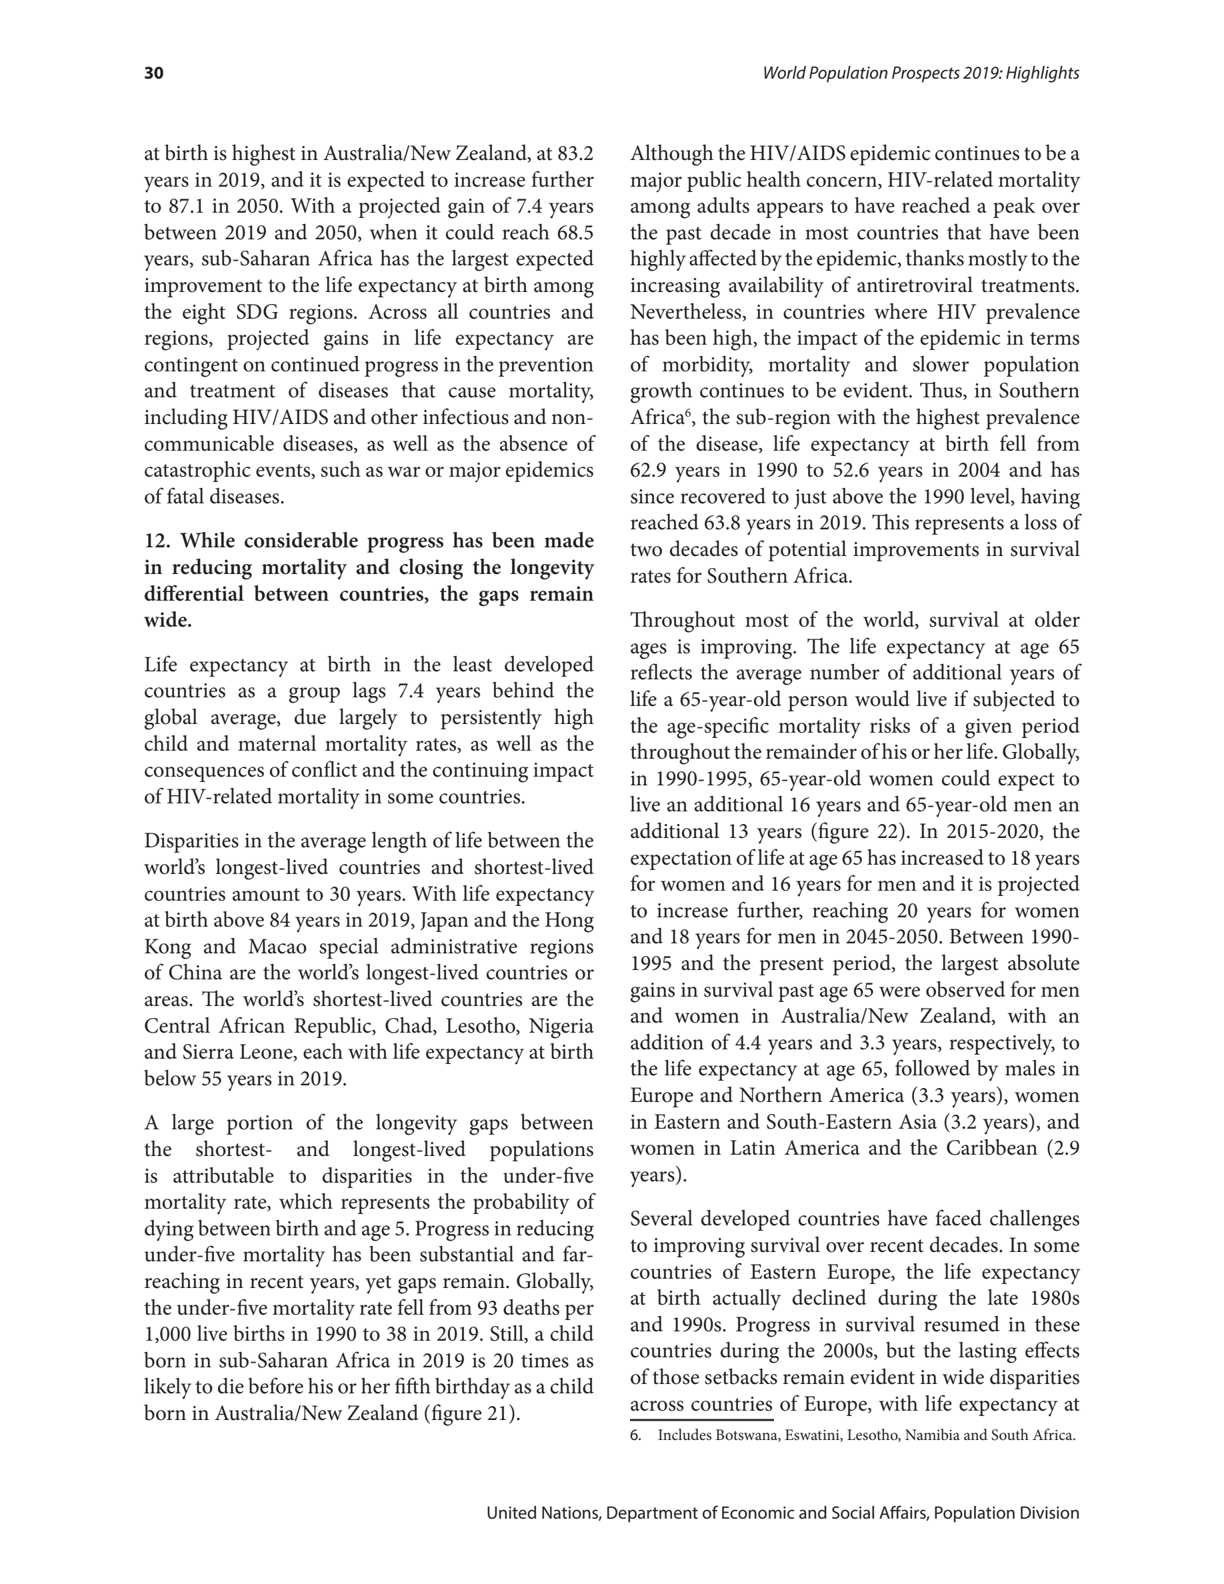 30
World Population Prospects 2019: Highlights
at birth is highest in Australia/New Zealand, at 83.2
years in 2019, and it is expected to increase further
to 87.1 in 2050. With a projected gain of 7.4 years
between 2019 and 2050, when it could reach 68.5
years, sub-Saharan Africa has the largest expected
improvement to the life expectancy at birth among
the eight SDG regions. Across all countries and
regions, projected gains in life expectancy are
contingent on continued progress in the prevention
and treatment of diseases that cause mortality,
including HIV/AIDS and other infectious and non-
communicable diseases, as well as the absence of
catastrophic events, such as war or major epidemics
of fatal diseases.
12. While considerable progress has been made
in reducing mortality and closing the longevity
differential between countries, the gaps remain
wide.
Life expectancy at birth in the least developed
countries as a group lags 7.4 years behind the
global average, due largely to persistently high
child and maternal mortality rates, as well as the
consequences of conflict and the continuing impact
of HIV-related mortality in some countries.
Disparities in the average length of life between the
world's longest-lived countries and shortest-lived
countries amount to 30 years. With life expectancy
at birth above 84 years in 2019, Japan and the Hong
Kong and Macao special administrative regions
of China are the world's longest-lived countries or
areas. The world's shortest-lived countries are the
Central African Republic, Chad, Lesotho, Nigeria
and Sierra Leone, each with life expectancy at birth
below 55 years in 2019.
A large portion of the longevity gaps between
the shortest- and longest-lived populations
is attributable to disparities in the under-five
mortality rate, which represents the probability of
dying between birth and age 5. Progress in reducing
under-five mortality has been substantial and far-
reaching in recent years, yet gaps remain. Globally,
the under-five mortality rate fell from 93 deaths per
1,000 live births in 1990 to 38 in 2019. Still, a child
born in sub-Saharan Africa in 2019 is 20 times as
likely to die before his or her fifth birthday as a child
born in Australia/New Zealand (figure 21).
Although the HIV/AIDS epidemic continues to be a
major public health concern, HIV-related mortality
among adults appears to have reached a peak over
the past decade in most countries that have been
highly affected by the epidemic, thanks mostly to the
increasing availability of antiretroviral treatments.
Nevertheless, in countries where HIV prevalence
has been high, the impact of the epidemic in terms
of morbidity, mortality and slower population
growth continues to be evident. Thus, in Southern
Africa⁶, the sub-region with the highest prevalence
of the disease, life expectancy at birth fell from
62.9 years in 1990 to 52.6 years in 2004 and has
since recovered to just above the 1990 level, having
reached 63.8 years in 2019. This represents a loss of
two decades of potential improvements in survival
rates for Southern Africa.
Throughout most of the world, survival at older
ages is improving. The life expectancy at age 65
reflects the average number of additional years of
life a 65-year-old person would live if subjected to
the age-specific mortality risks of a given period
throughout the remainder of his or her life. Globally,
in 1990-1995, 65-year-old women could expect to
live an additional 16 years and 65-year-old men an
additional 13 years (figure 22). In 2015-2020, the
expectation of life at age 65 has increased to 18 years
for women and 16 years for men and it is projected
to increase further, reaching 20 years for women
and 18 years for men in 2045-2050. Between 1990-
1995 and the present period, the largest absolute
gains in survival past age 65 were observed for men
and women in Australia/New Zealand, with an
addition of 4.4 years and 3.3 years, respectively, to
the life expectancy at age 65, followed by males in
Europe and Northern America (3.3 years), women
in Eastern and South-Eastern Asia (3.2 years), and
women in Latin America and the Caribbean (2.9
years).
Several developed countries have faced challenges
to improving survival over recent decades. In some
countries of Eastern Europe, the life expectancy
at birth actually declined during the late 1980s
and 1990s. Progress in survival resumed in these
countries during the 2000s, but the lasting effects
of those setbacks remain evident in wide disparities
across countries of Europe, with life expectancy at
6. Includes Botswana, Eswatini, Lesotho, Namibia and South Africa.
United Nations, Department of Economic and Social Affairs, Population Division